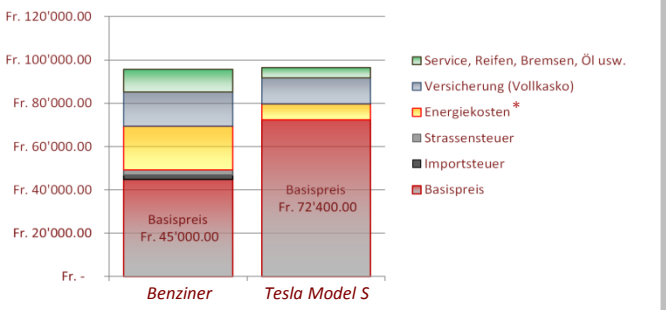 Fr. 120'000.00
Fr. 100'000.00
Fr. 80'000.00
Fr. 60'000.00
Fr. 40'000.00
Fr. 20'000.00
Fr. -
Basispreis
Fr. 45'000.00
Basispreis
Fr. 72'400.00
Benziner
Tesla Model S
Service, Reifen, Bremsen, Öl usw.
Versicherung (Vollkasko)
Energiekosten *
Strassensteuer
Importsteuer
Basispreis